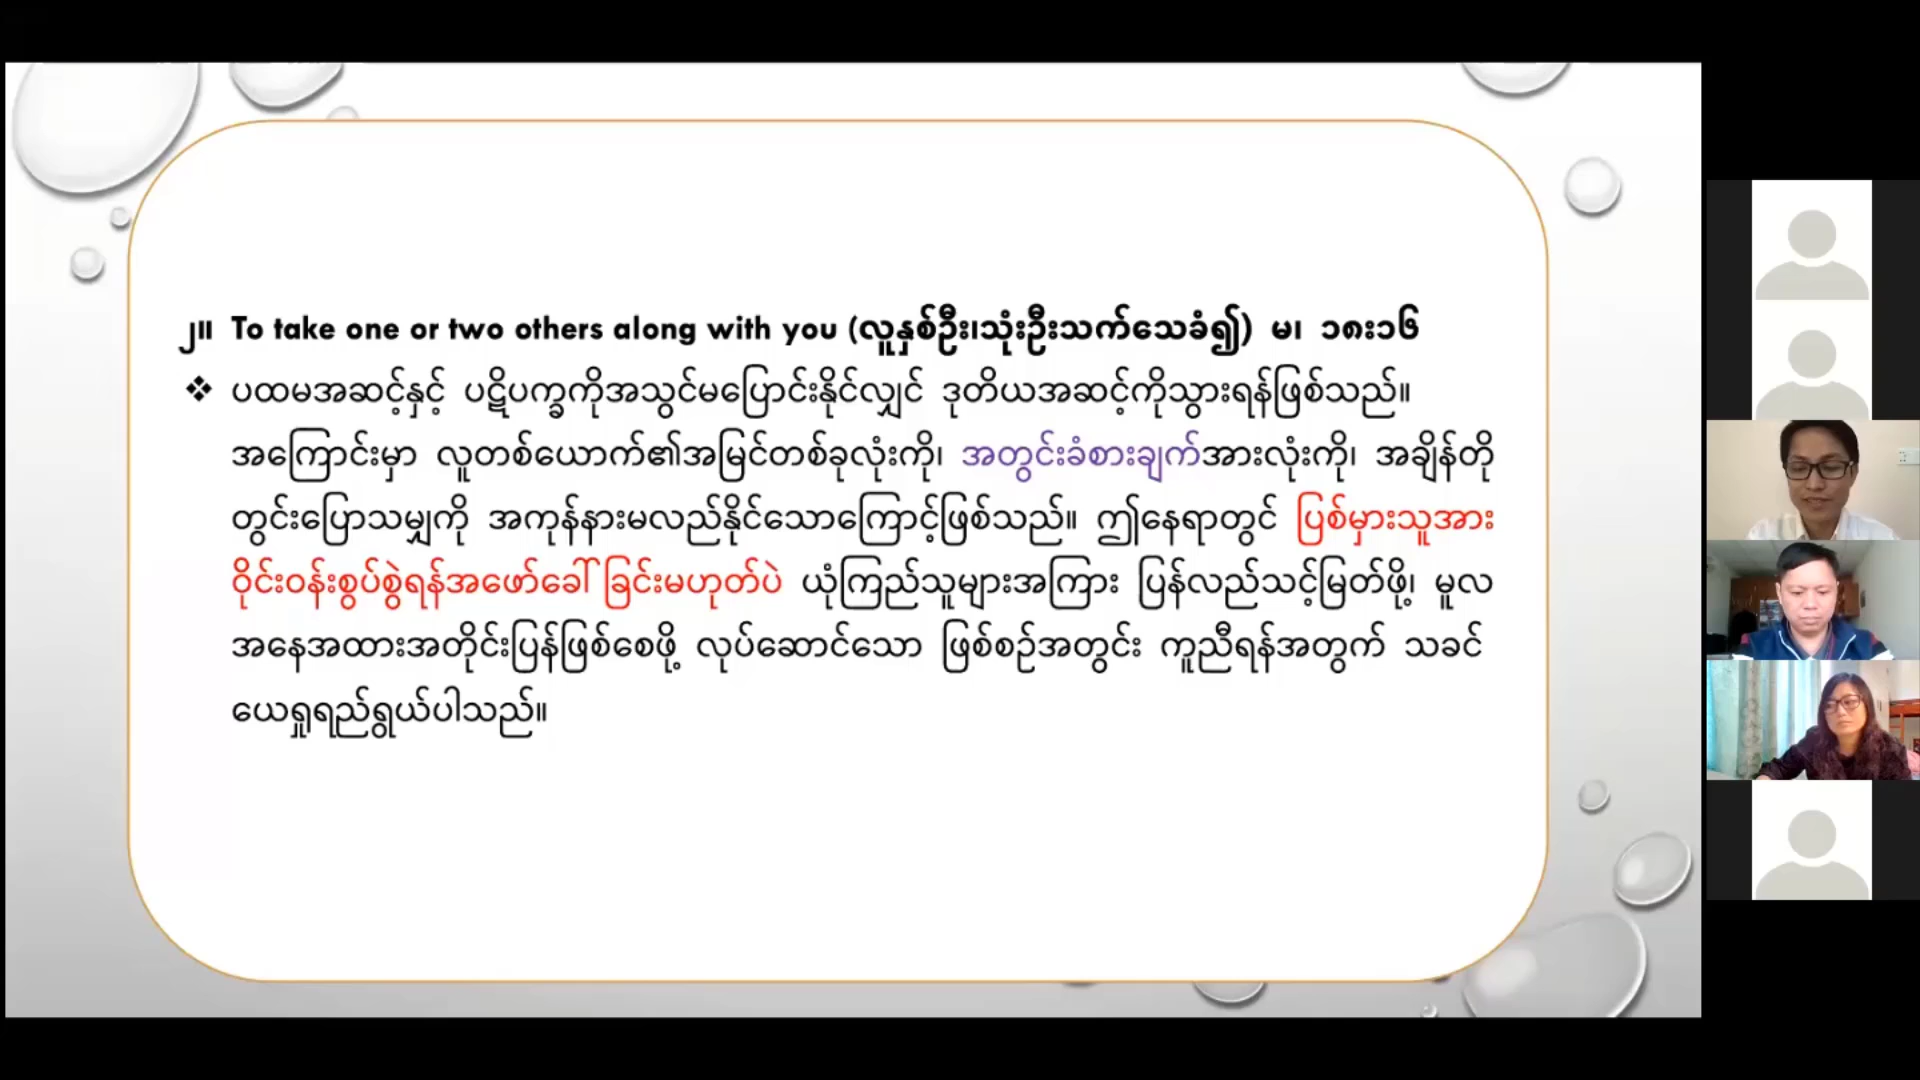 ၂။ To take one or two others along with you (လူနှစ်ဦး၊သုံးဦးသက်သေခံ၍) မ၊ ၁၈း၁၆
❖ ပထမအဆင့်နှင့် ပဋိပက္ခကိုအသွင်မပြောင်းနိုင်လျှင် ဒုတိယအဆင့်ကိုသွားရန်ဖြစ်သည်။
အကြောင်းမှာ လူတစ်ယောက်၏အမြင်တစ်ခုလုံးကို၊ အတွင်းခံစားချက်အားလုံးကို၊ အချိန်တို
တွင်းပြောသမျှကို အကုန်နားမလည်နိုင်သောကြောင့်ဖြစ်သည်။ ဤနေရာတွင် ပြစ်မှားသူအား
ဝိုင်းဝန်းစွပ်စွဲရန်အဖော်ခေါ်ခြင်းမဟုတ်ပဲ ယုံကြည်သူများအကြား ပြန်လည်သင့်မြတ်ဖို့၊ မူလ
အနေအထားအတိုင်းပြန်ဖြစ်စေဖို့ လုပ်ဆောင်သော ဖြစ်စဉ်အတွင်း ကူညီရန်အတွက် သခင်
ယေရှုရည်ရွယ်ပါသည်။